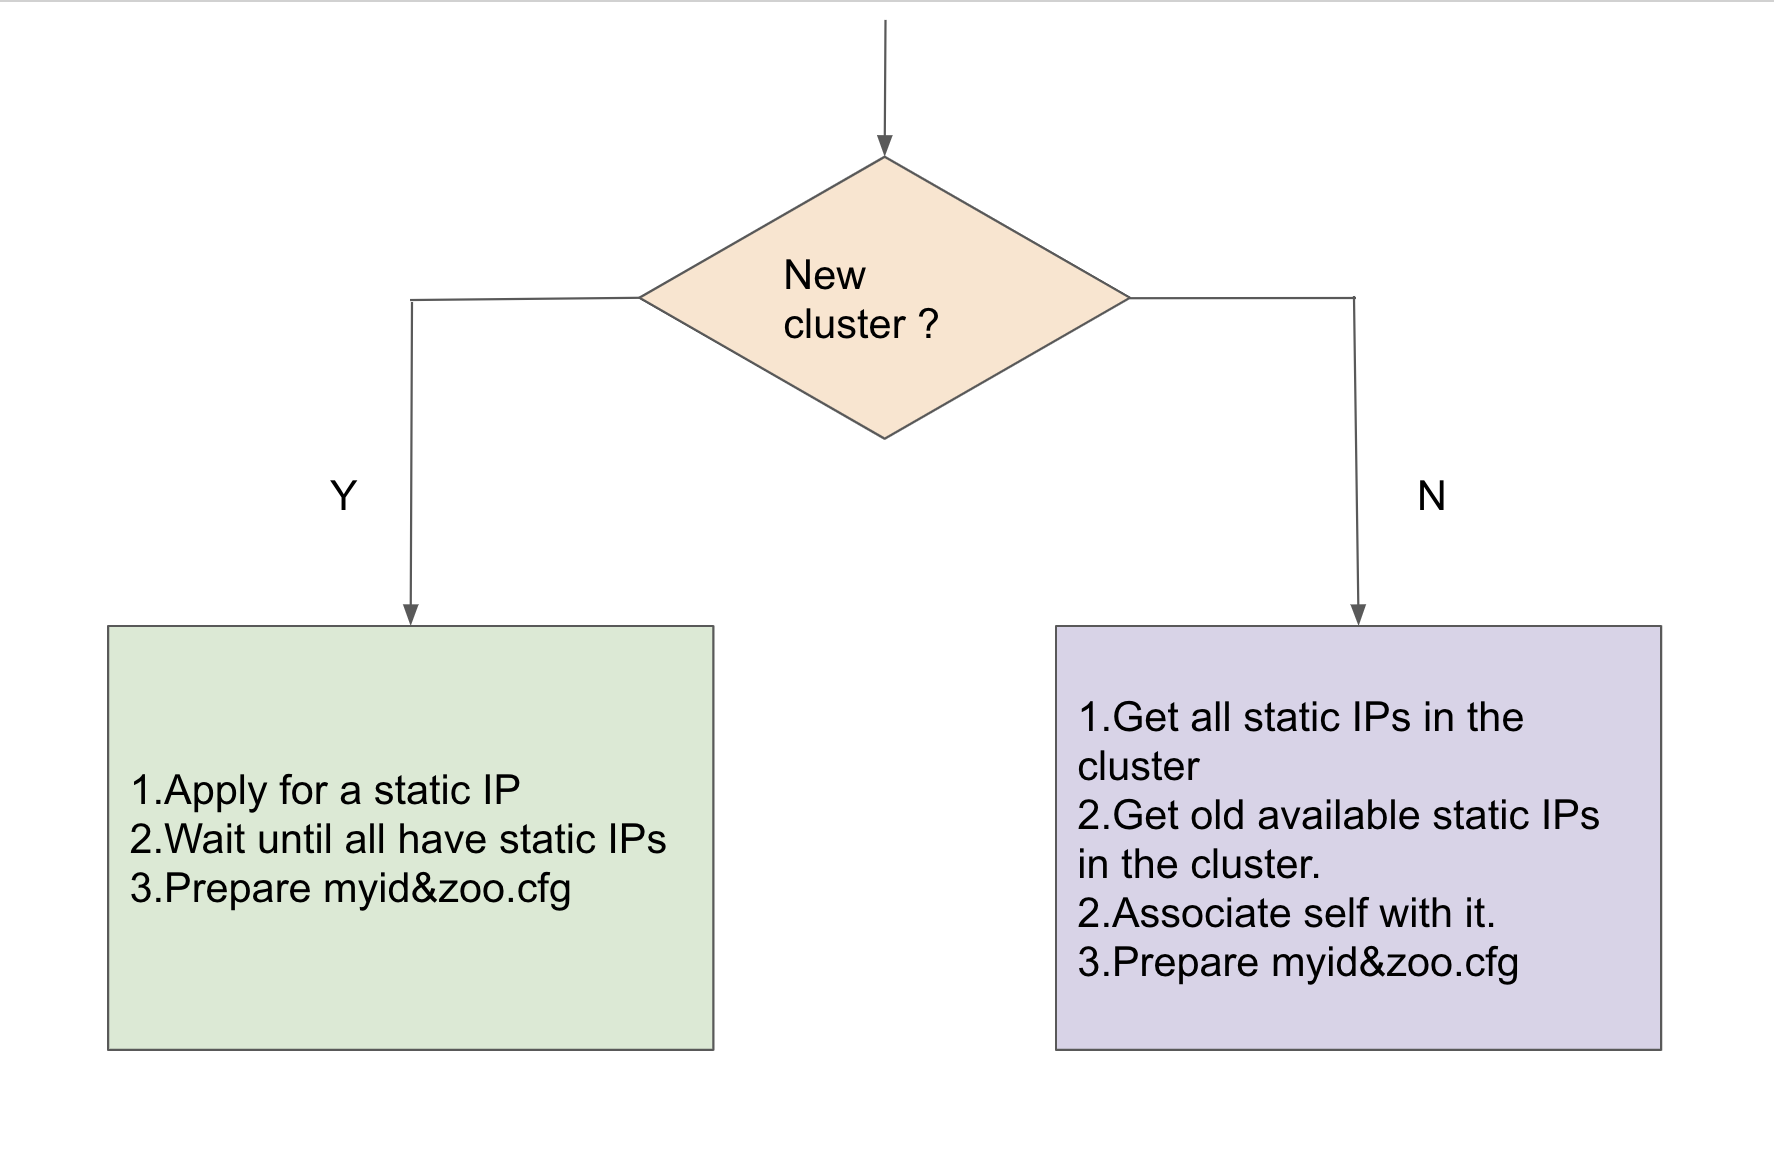 New
cluster ?
Y
N
1.Apply for a static IP
2.Wait until all have static IPs
3.Prepare myid&zoo.cfg
1.Get all static IPs in the
cluster
2.Get old available static IPs
in the cluster.
2.Associate self with it.
3.Prepare myid&zoo.cfg